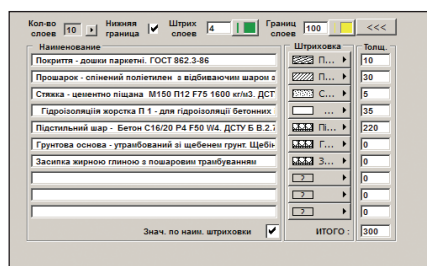 Кол-во слоев 10 Нижняя граница Штрих слоев 4 Границ слоев 100 <<<
Наименование Штриховка Толщ.
Покриття - дошки паркетні. ГОСТ 862.3-86 П... 10
Прошарок - спінений поліетилен з відбиваючим шаром а П... 30
Стяжка - цементно піщана М150 П12 F75 1600 кг/м3. ДСТ С... 5
Гідроізоляціія жорстка П 1 - для гідроізоляції бетонних ... 35
Підстильний шар - Бетон С16/20 Р4 F50 W4. ДСТУ Б В.2.7 Пі... 220
Грунтова основа - утрамбований зі щебенем грунт. Щебін Г... 0
Засипка жирною глиною з пошаровим трамбуванням З... 0
? 0
? 0
? 0
Знач. по наим. штриховки ИТОГО : 300